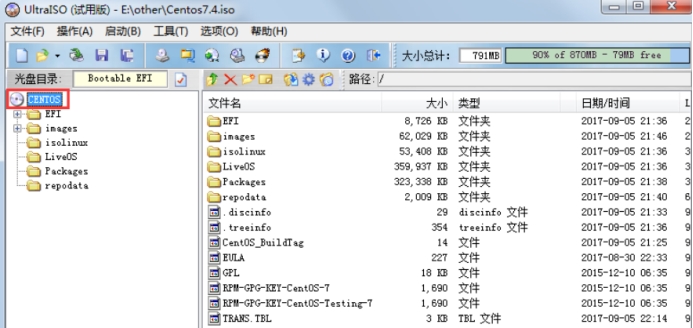 UltraISO (试用版) - E:\other\Centos7.4.iso
文件(F) 操作(A) 启动(B) 工具(T) 选项(O) 帮助(H)
大小总计: 791MB 90% of 870MB - 79MB free
光盘目录: Bootable EFI 路径: /
CENTOS
EFI
images
isolinux
LiveOS
Packages
repodata
文件名 大小 类型 日期/时间 L
EFI 8,726 KB 文件夹 2017-09-05 21:36 2
images 62,029 KB 文件夹 2017-09-05 21:46 2
isolinux 53,408 KB 文件夹 2017-09-05 21:36 2
LiveOS 359,937 KB 文件夹 2017-09-05 21:36 3
Packages 323,338 KB 文件夹 2017-09-05 21:38 3
repodata 2,009 KB 文件夹 2017-09-05 21:40 6
.discinfo 29 discinfo 文件 2017-09-05 21:36 9
.treeinfo 354 treeinfo 文件 2017-09-05 21:36 9
CentOS_BuildTag 14 文件 2017-09-05 21:25 9
EULA 227 文件 2017-08-30 22:33 9
GPL 18 KB 文件 2015-12-10 06:35 9
RPM-GPG-KEY-CentOS-7 1,690 文件 2015-12-10 06:35 9
RPM-GPG-KEY-CentOS-Testing-7 1,690 文件 2015-12-10 06:35 9
TRANS.TBL 3 KB TBL 文件 2017-09-05 22:14 9